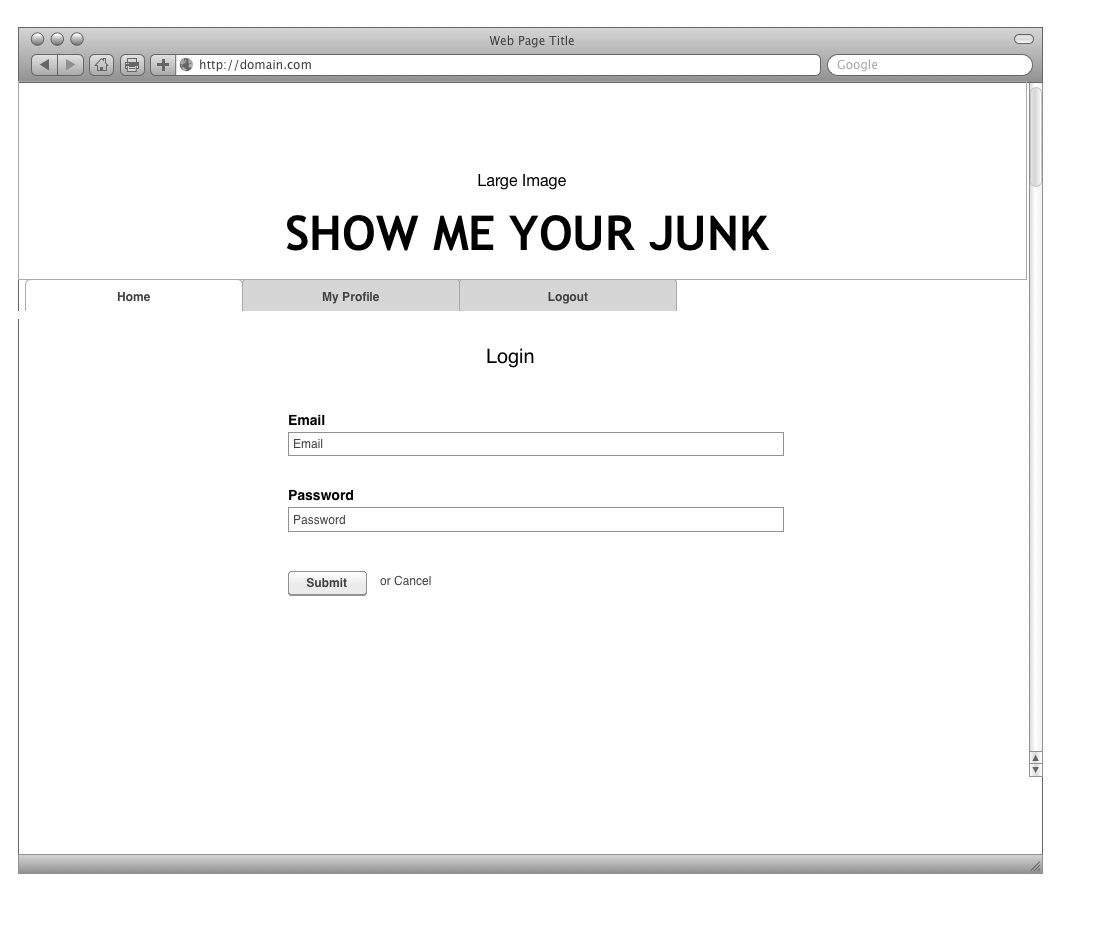 Web Page Title
http://domain.com
Google
Large Image
SHOW ME YOUR JUNK
Home
My Profile
Logout
Login
Email
Email
Password
Password
Submit
or Cancel